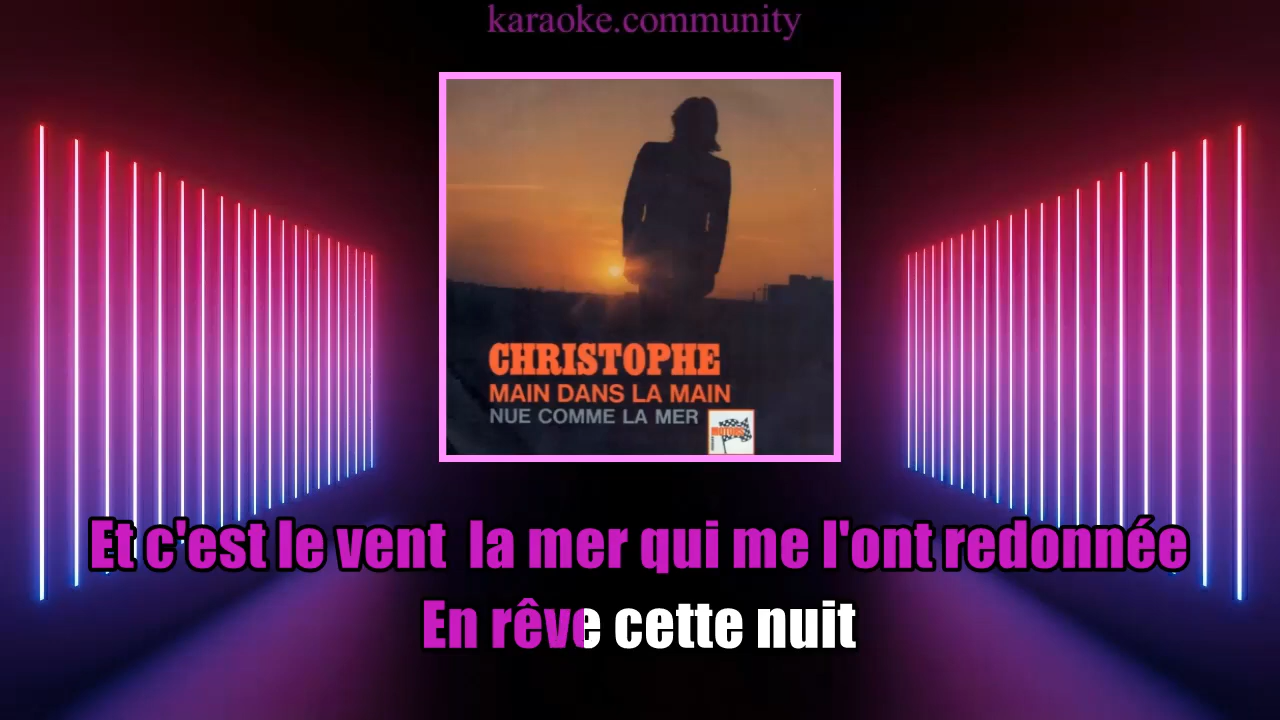 karaoke.community
CHRISTOPHE
MAIN DANS LA MAIN
NUE COMME LA MER
MOTORS
Et c'est le vent la mer qui me l'ont redonnée
En rêve cette nuit